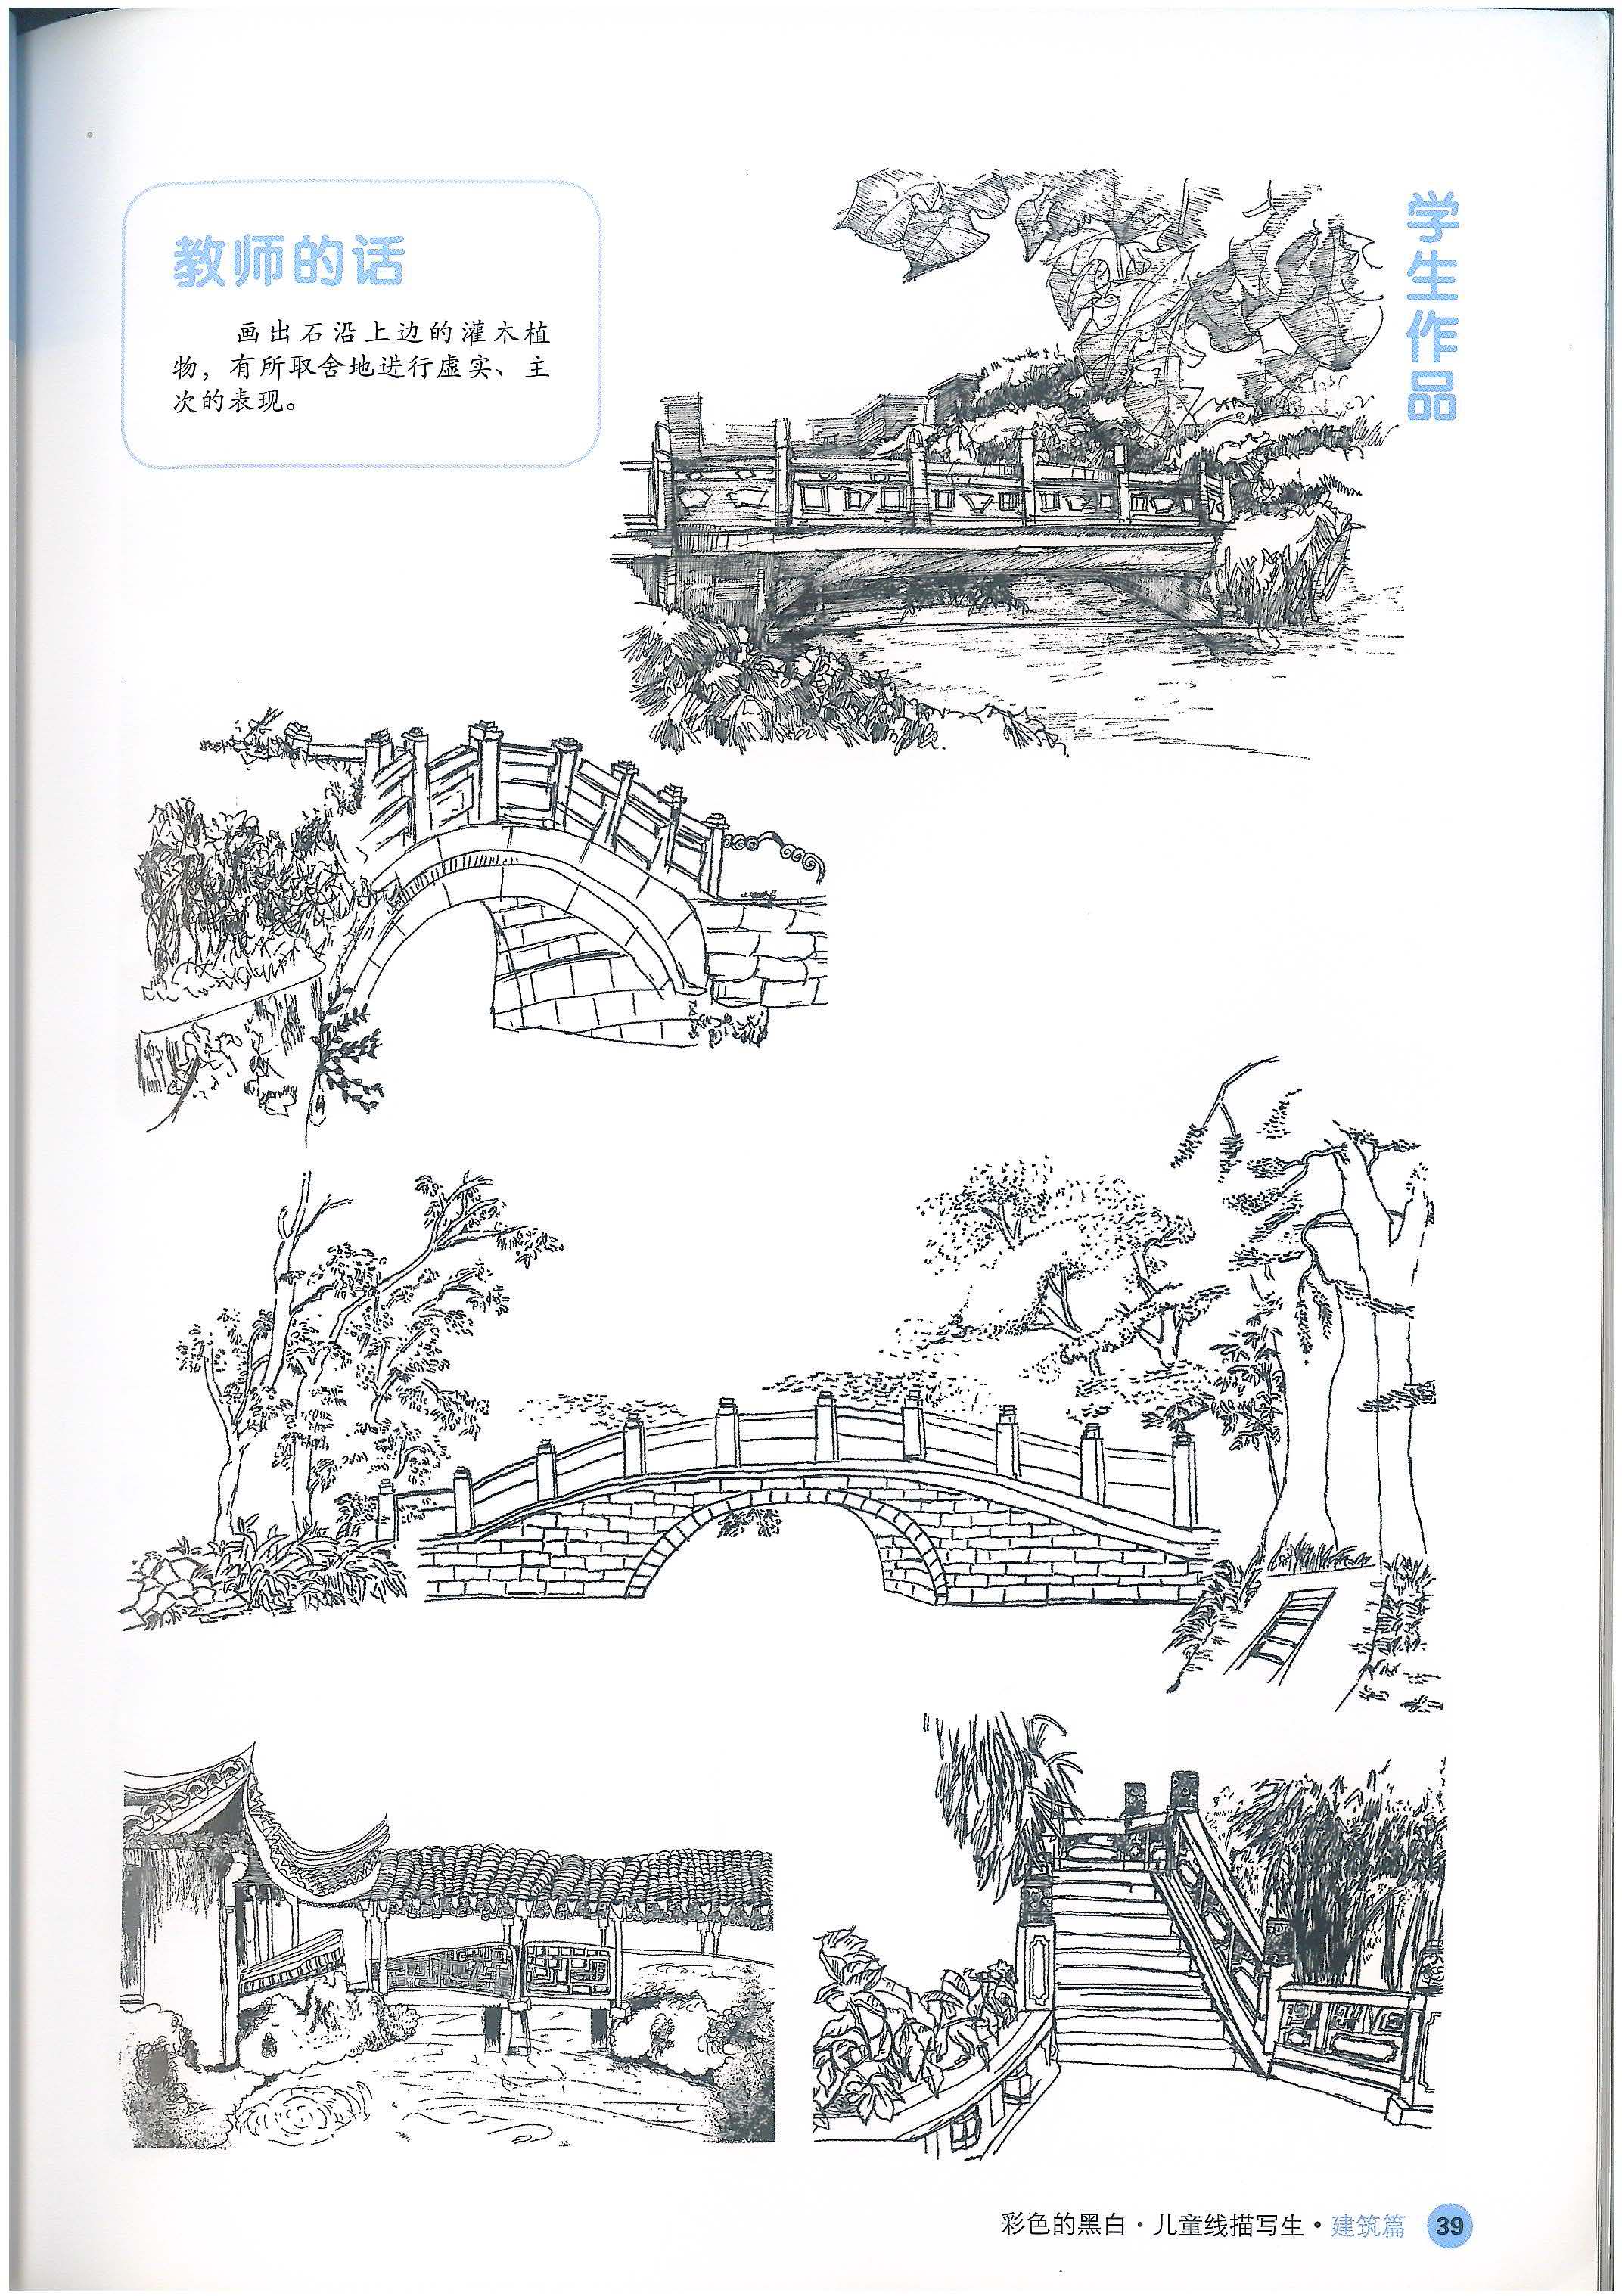 教师的话
画出石沿上边的灌木植
物，有所取舍地进行虚实、主
次的表现。
学生作品
彩色的黑白·儿童线描写生·建筑篇 39